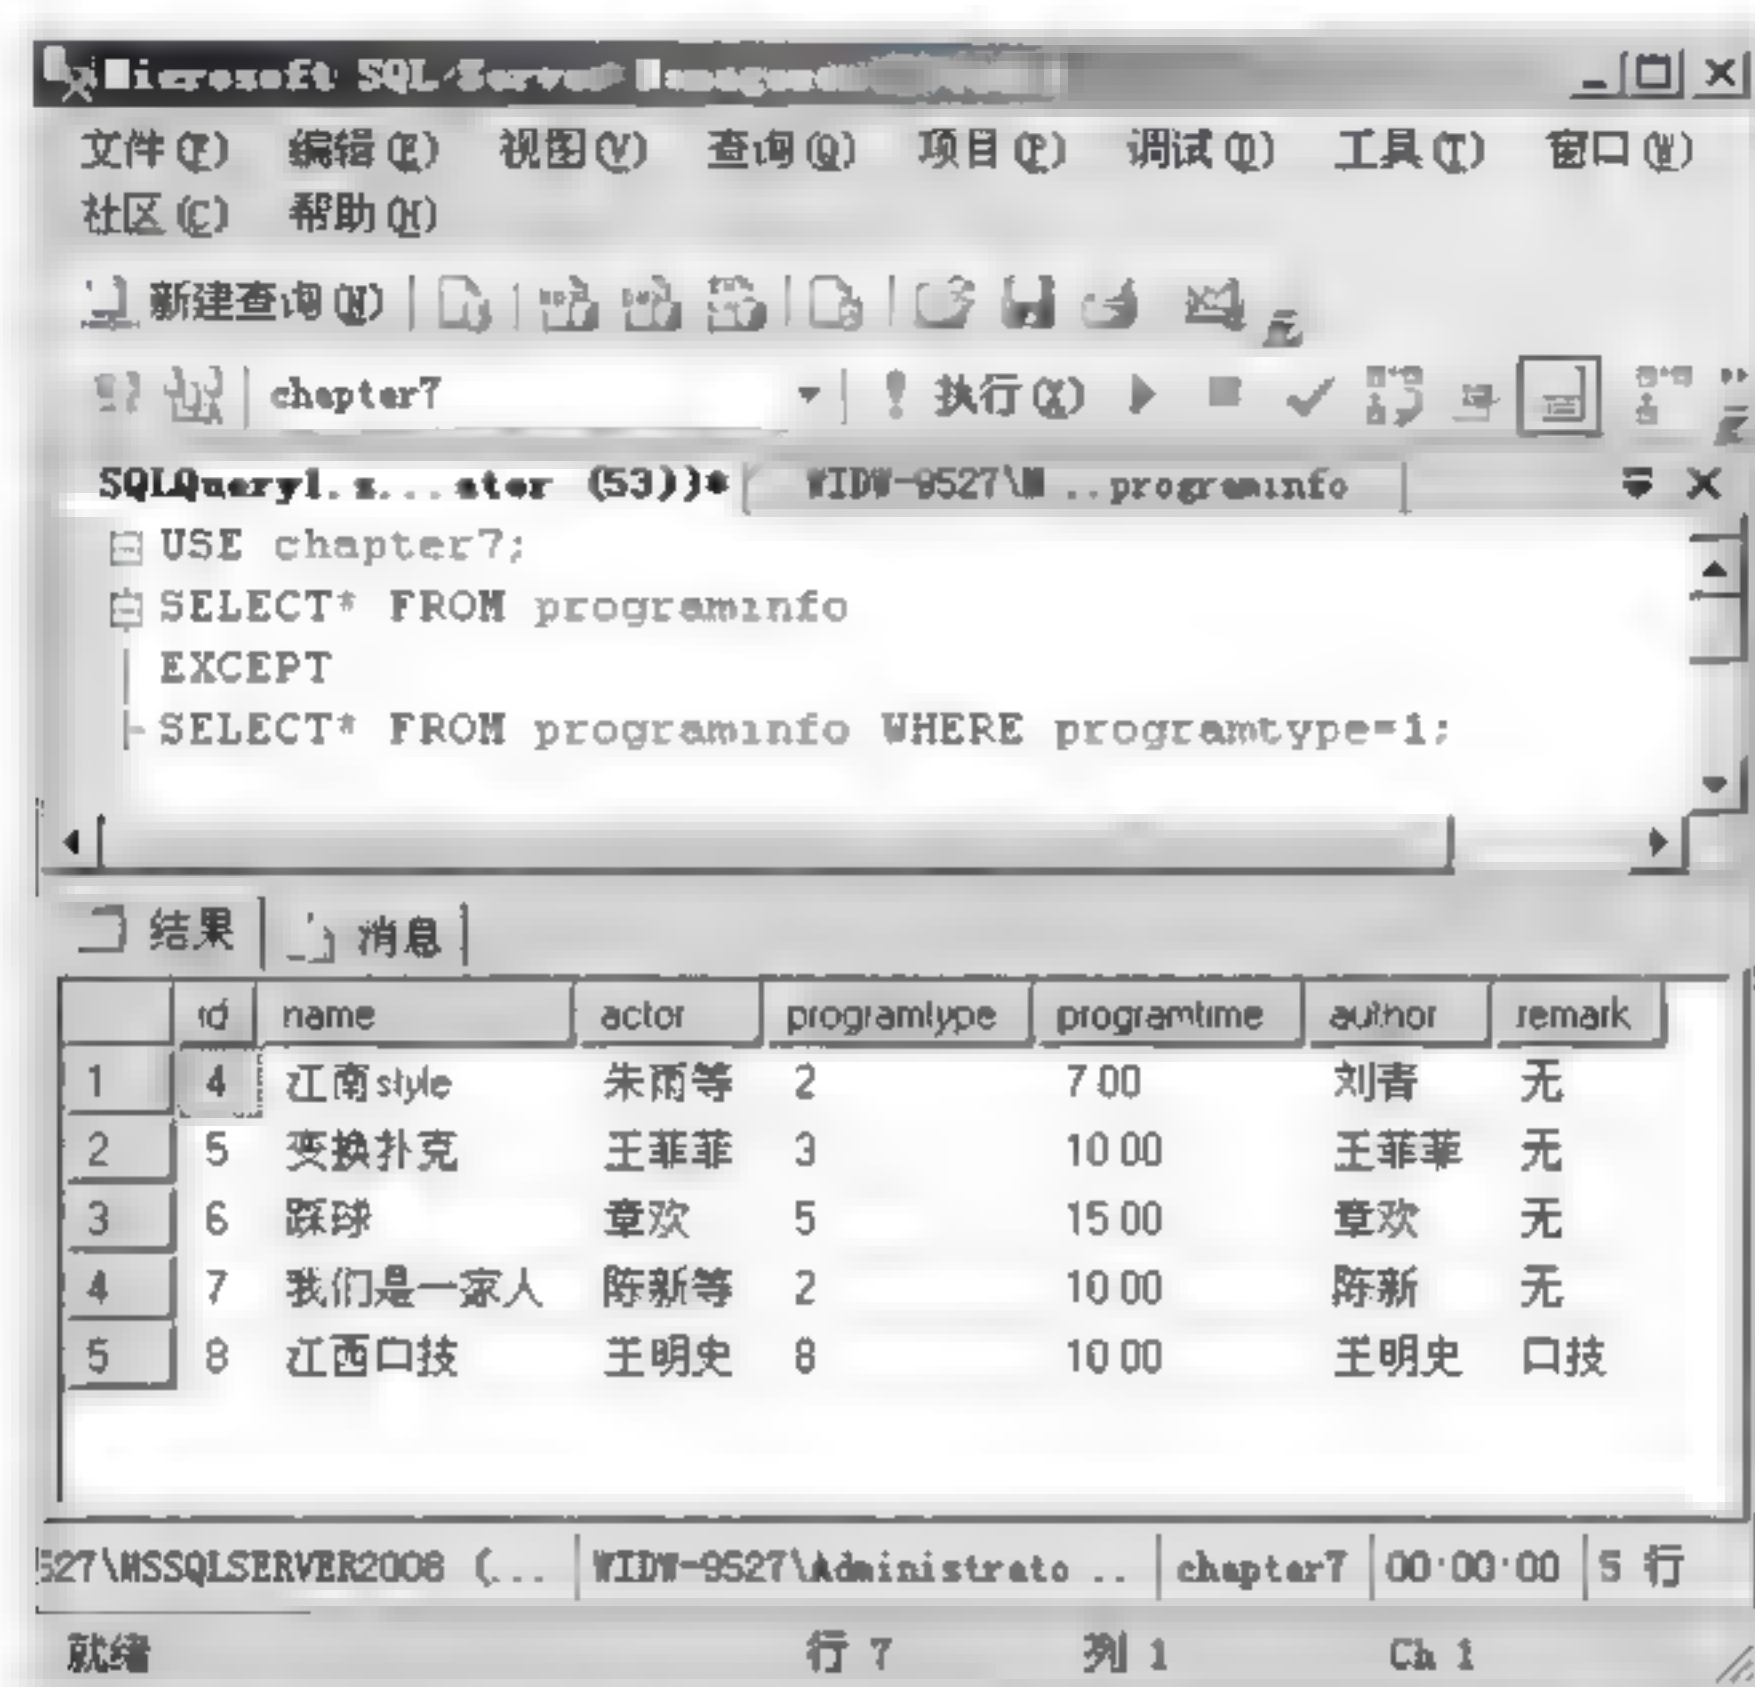 Microsoft SQL Server
文件(F) 编辑(E) 视图(V) 查询(Q) 项目(P) 调试(D) 工具(T) 窗口(W)
社区(C) 帮助(H)
新建查询(N)
chapter7 执行(X)
SQLQuery1.s...ator (53))* WIDW-9527\M...programinfo
USE chapter7;
SELECT* FROM programinfo
EXCEPT
SELECT* FROM programinfo WHERE programtype=1;
结果 消息
id name actor programtype programtime author remark
1 4 江南style 朱雨等 2 7:00 刘青 无
2 5 变换扑克 王菲菲 3 10:00 王菲菲 无
3 6 踩球 章欢 5 15:00 章欢 无
4 7 我们是一家人 陈新等 2 10:00 陈新 无
5 8 江西口技 王明史 8 10:00 王明史 口技
527\MSSQLSERVER2008 (... WIDW-9527\Administrato... chapter7 00:00:00 5 行
就绪 行 7 列 1 Ch 1